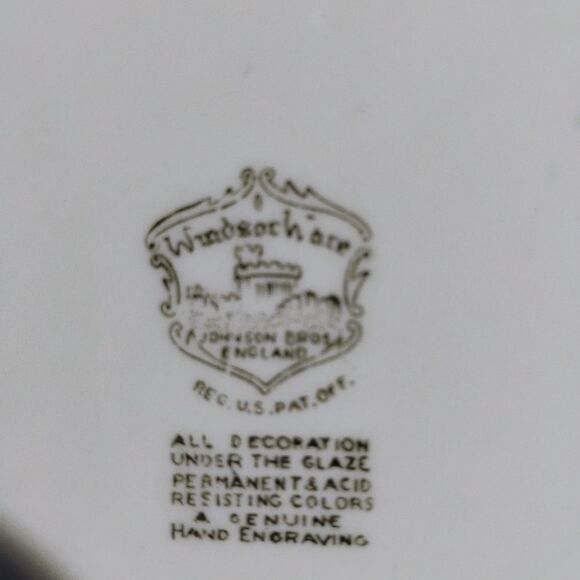 Windsor Ware
JOHNSON BROS.
ENGLAND
REG. U.S. PAT. OFF.
ALL DECORATION
UNDER THE GLAZE
PERMANENT & ACID
RESISTING COLORS
A GENUINE
HAND ENGRAVING